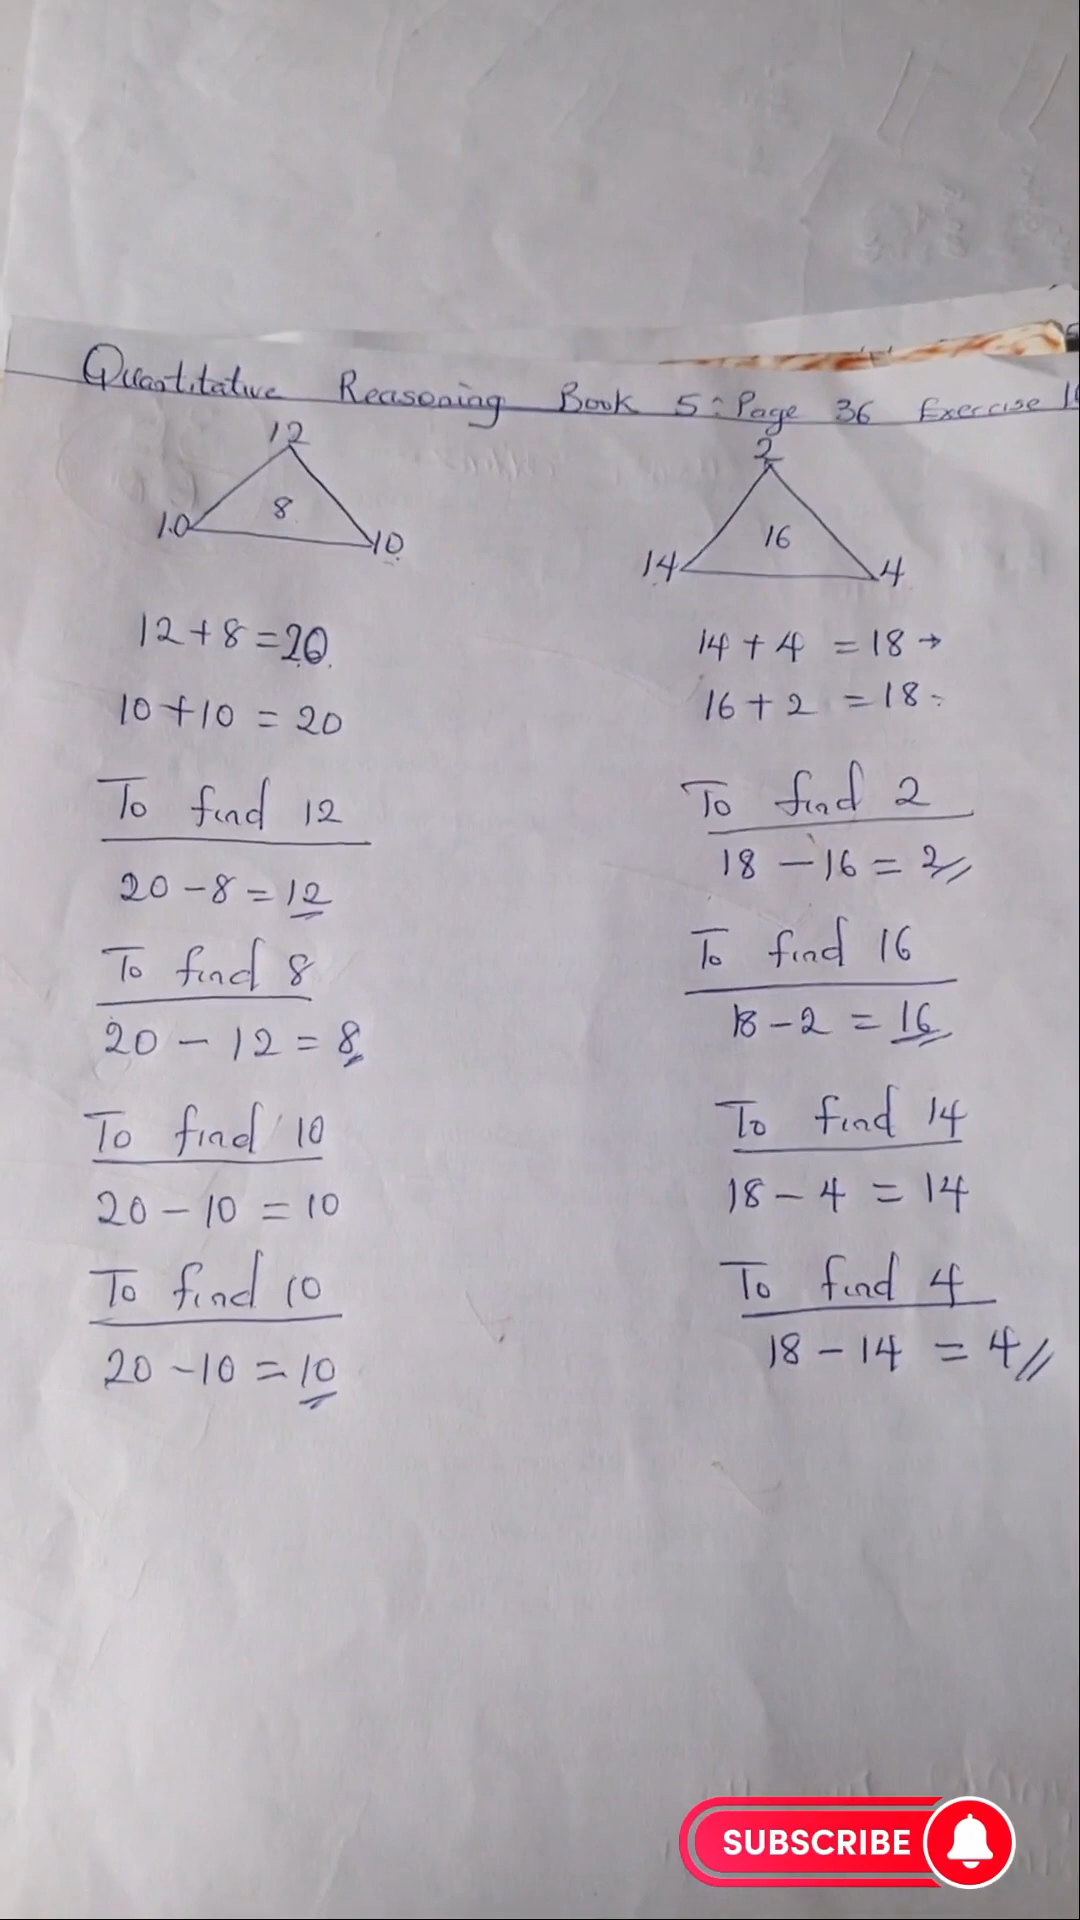 Quantitative Reasoning Book 5: Page 36 Exercise
12
8
10
10
12+8=20
10+10=20
To find 12
20-8=12
To find 8
20-12=8
To find 10
20-10=10
To find 10
20-10=10
2
16
14
4
14+4=18→
16+2=18
To find 2
18-16=2//
To find 16
18-2=16
To find 14
18-4=14
To find 4
18-14=4//
SUBSCRIBE